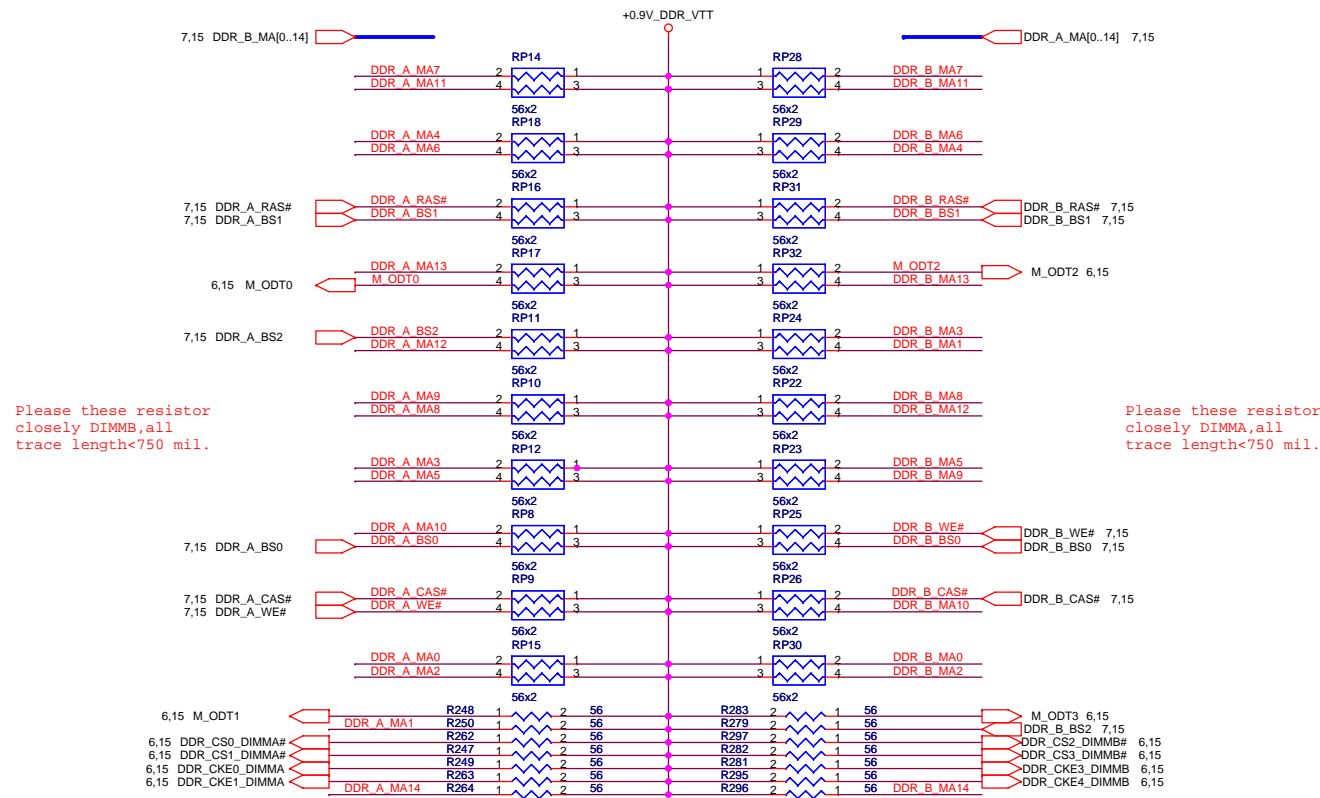 +0.9V_DDR_VTT
7,15 DDR_B_MA[0..14]
DDR_A_MA[0..14] 7,15
RP14 RP28
DDR_A_MA7 2 1 1 2 DDR_B_MA7
DDR_A_MA11 4 3 3 4 DDR_B_MA11
56x2 56x2
RP18 RP29
DDR_A_MA4 2 1 1 2 DDR_B_MA6
DDR_A_MA6 4 3 3 4 DDR_B_MA4
56x2 56x2
RP16 RP31
7,15 DDR_A_RAS# DDR_A_RAS# 2 1 1 2 DDR_B_RAS# DDR_B_RAS# 7,15
7,15 DDR_A_BS1 DDR_A_BS1 4 3 3 4 DDR_B_BS1 DDR_B_BS1 7,15
56x2 56x2
RP17 RP32
DDR_A_MA13 2 1 1 2 M_ODT2 M_ODT2 6,15
6,15 M_ODT0 M_ODT0 4 3 3 4 DDR_B_MA13
56x2 56x2
RP11 RP24
7,15 DDR_A_BS2 DDR_A_BS2 2 1 1 2 DDR_B_MA3
DDR_A_MA12 4 3 3 4 DDR_B_MA1
56x2 56x2
RP10 RP22
DDR_A_MA9 2 1 1 2 DDR_B_MA8
DDR_A_MA8 4 3 3 4 DDR_B_MA12
Please these resistor
closely DIMMB,all
trace length<750 mil.
Please these resistor
closely DIMMA,all
trace length<750 mil.
56x2 56x2
RP12 RP23
DDR_A_MA3 2 1 1 2 DDR_B_MA5
DDR_A_MA5 4 3 3 4 DDR_B_MA9
56x2 56x2
RP8 RP25
DDR_A_MA10 2 1 1 2 DDR_B_WE# DDR_B_WE# 7,15
7,15 DDR_A_BS0 DDR_A_BS0 4 3 3 4 DDR_B_BS0 DDR_B_BS0 7,15
56x2 56x2
RP9 RP26
7,15 DDR_A_CAS# DDR_A_CAS# 2 1 1 2 DDR_B_CAS# DDR_B_CAS# 7,15
7,15 DDR_A_WE# DDR_A_WE# 4 3 3 4 DDR_B_MA10
56x2 56x2
RP15 RP30
DDR_A_MA0 2 1 1 2 DDR_B_MA0
DDR_A_MA2 4 3 3 4 DDR_B_MA2
56x2 56x2
6,15 M_ODT1 R248 1 2 56 R283 2 1 56 M_ODT3 6,15
DDR_A_MA1 R250 1 2 56 R279 2 1 56 DDR_B_BS2 7,15
6,15 DDR_CS0_DIMMA# R262 1 2 56 R297 2 1 56 DDR_CS2_DIMMB# 6,15
6,15 DDR_CS1_DIMMA# R247 1 2 56 R282 2 1 56 DDR_CS3_DIMMB# 6,15
6,15 DDR_CKE0_DIMMA R249 1 2 56 R281 2 1 56 DDR_CKE3_DIMMB 6,15
6,15 DDR_CKE1_DIMMA R263 1 2 56 R295 2 1 56 DDR_CKE4_DIMMB 6,15
DDR_A_MA14 R264 1 2 56 R296 2 1 56 DDR_B_MA14